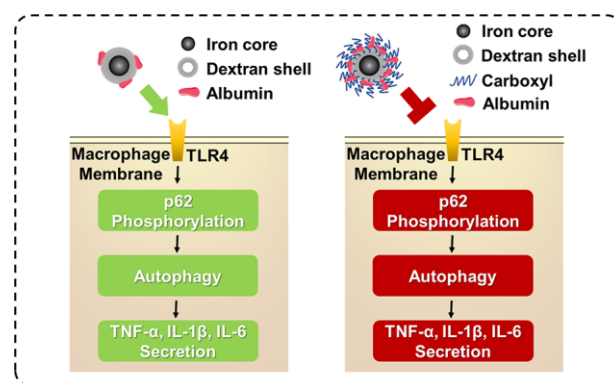 Iron core
Dextran shell
Albumin
Macrophage TLR4
Membrane
p62
Phosphorylation
Autophagy
TNF-α, IL-1β, IL-6
Secretion
Iron core
Dextran shell
Carboxyl
Albumin
Macrophage TLR4
Membrane
p62
Phosphorylation
Autophagy
TNF-α, IL-1β, IL-6
Secretion